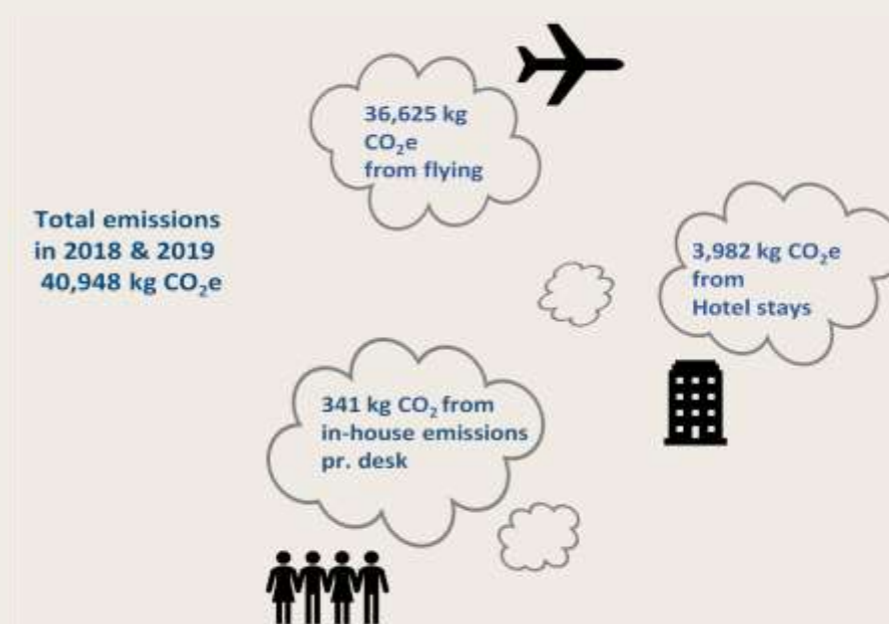 36,625 kg
CO₂e
from flying
Total emissions
in 2018 & 2019
40,948 kg CO₂e
3,982 kg CO₂e
from
Hotel stays
341 kg CO₂ from
in-house emissions
pr. desk